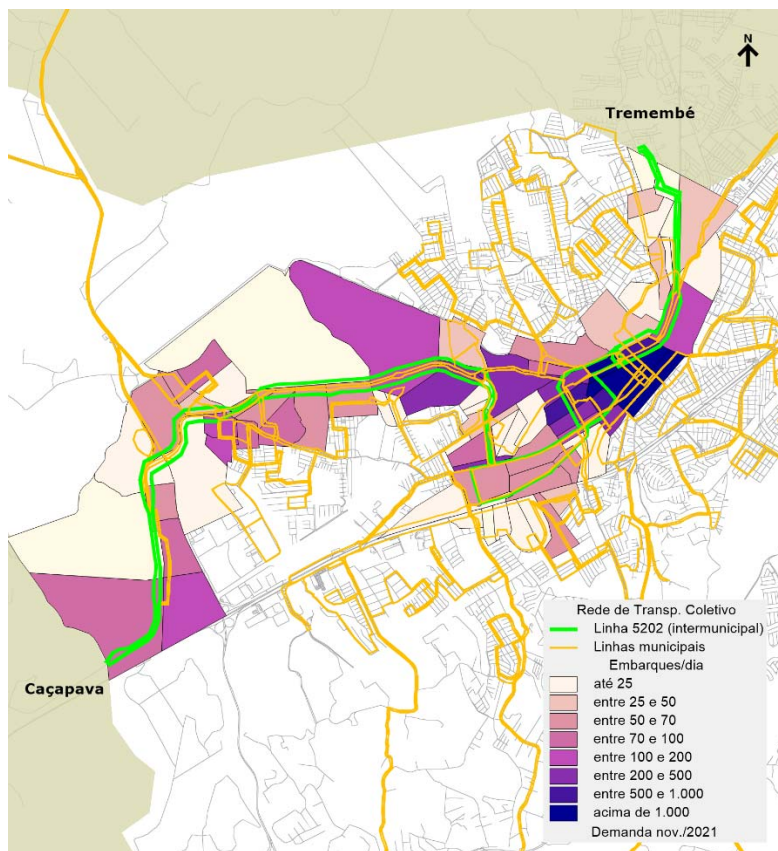 N
Tremembé
Caçapava
Rede de Transp. Coletivo
Linha 5202 (intermunicipal)
Linhas municipais
Embarques/dia
até 25
entre 25 e 50
entre 50 e 70
entre 70 e 100
entre 100 e 200
entre 200 e 500
entre 500 e 1.000
acima de 1.000
Demanda nov./2021